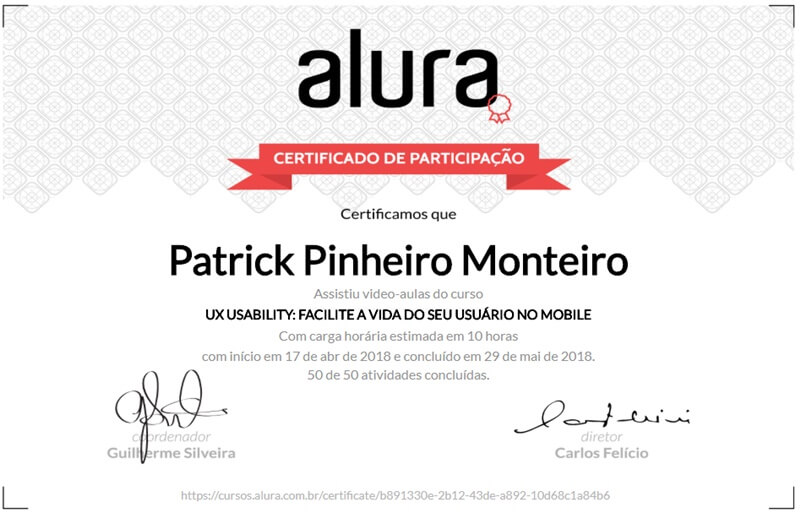 alura
CERTIFICADO DE PARTICIPAÇÃO
Certificamos que
Patrick Pinheiro Monteiro
Assistiu video-aulas do curso
UX USABILITY: FACILITE A VIDA DO SEU USUÁRIO NO MOBILE
Com carga horária estimada em 10 horas
com início em 17 de abr de 2018 e concluído em 29 de mai de 2018.
50 de 50 atividades concluídas.
coordenador
Guilherme Silveira
diretor
Carlos Felício
https://cursos.alura.com.br/certificate/b891330e-2b12-43de-a892-10d68c1a84b6